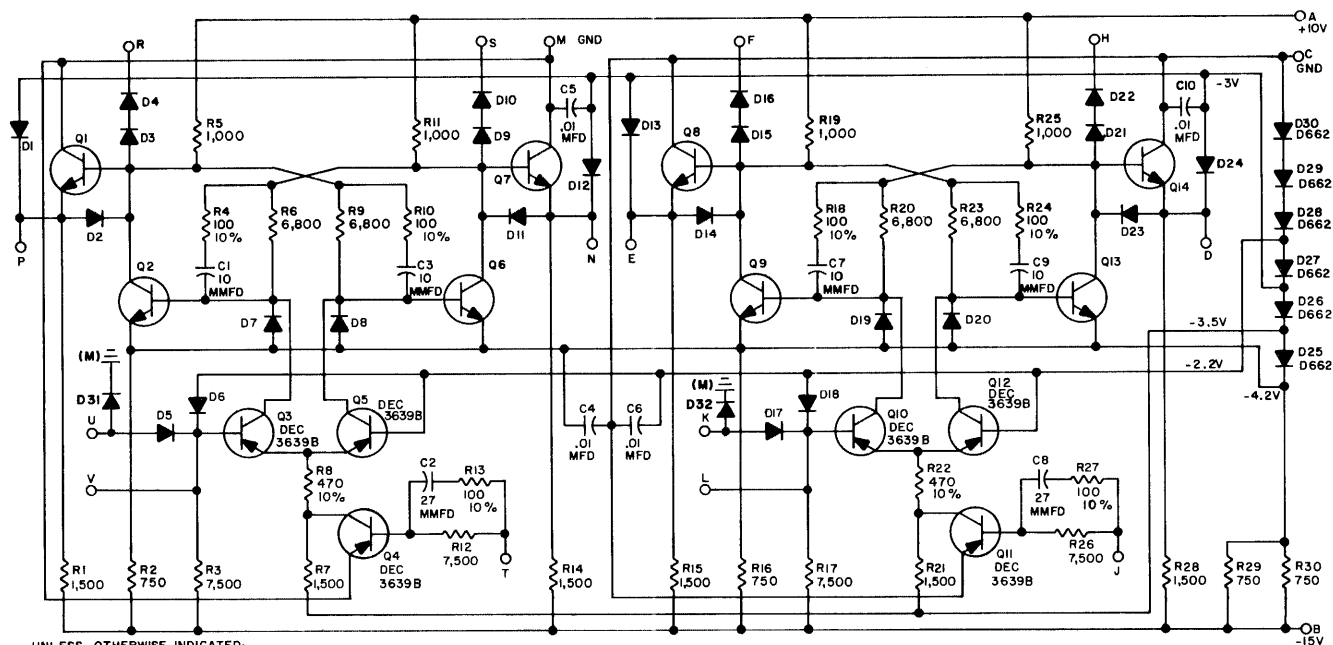 A
+10V
R
S
M GND
F
H
C
GND
-3V
D4
D10
C5
.01
MFD
D16
D22
C10
.01
MFD
D30
D662
D1
Q1
D3
R5
1,000
R11
1,000
D9
Q7
D12
D13
Q8
D15
R19
1,000
R25
1,000
D21
Q14
D24
D29
D662
D28
D662
D2
R4
100
10%
R6
6,800
R9
6,800
R10
100
10%
D11
D14
R18
100
10%
R20
6,800
R23
6,800
R24
100
10%
D23
P
N
E
D
D27
D662
Q2
C1
10
MMFD
C3
10
MMFD
Q6
Q9
C7
10
MMFD
C9
10
MMFD
Q13
D26
D662
D7
D8
D19
D20
-3.5V
D25
D662
-2.2V
-4.2V
(M)
D31
U
D5
D6
Q3
DEC
3639B
Q5
DEC
3639B
C4
.01
MFD
C6
.01
MFD
(M)
D32
K
D17
D18
Q10
DEC
3639B
Q12
DEC
3639B
V
R8
470
10%
C2
27
MMFD
R13
100
10%
L
R22
470
10%
C8
27
MMFD
R27
100
10%
R12
7,500
T
R26
7,500
J
R1
1,500
R2
750
R3
7,500
R7
1,500
Q4
DEC
3639B
R14
1,500
R15
1,500
R16
750
R17
7,500
R21
1,500
Q11
DEC
3639B
R28
1,500
R29
750
R30
750
B
-15V
UNLESS OTHERWISE INDICATED: